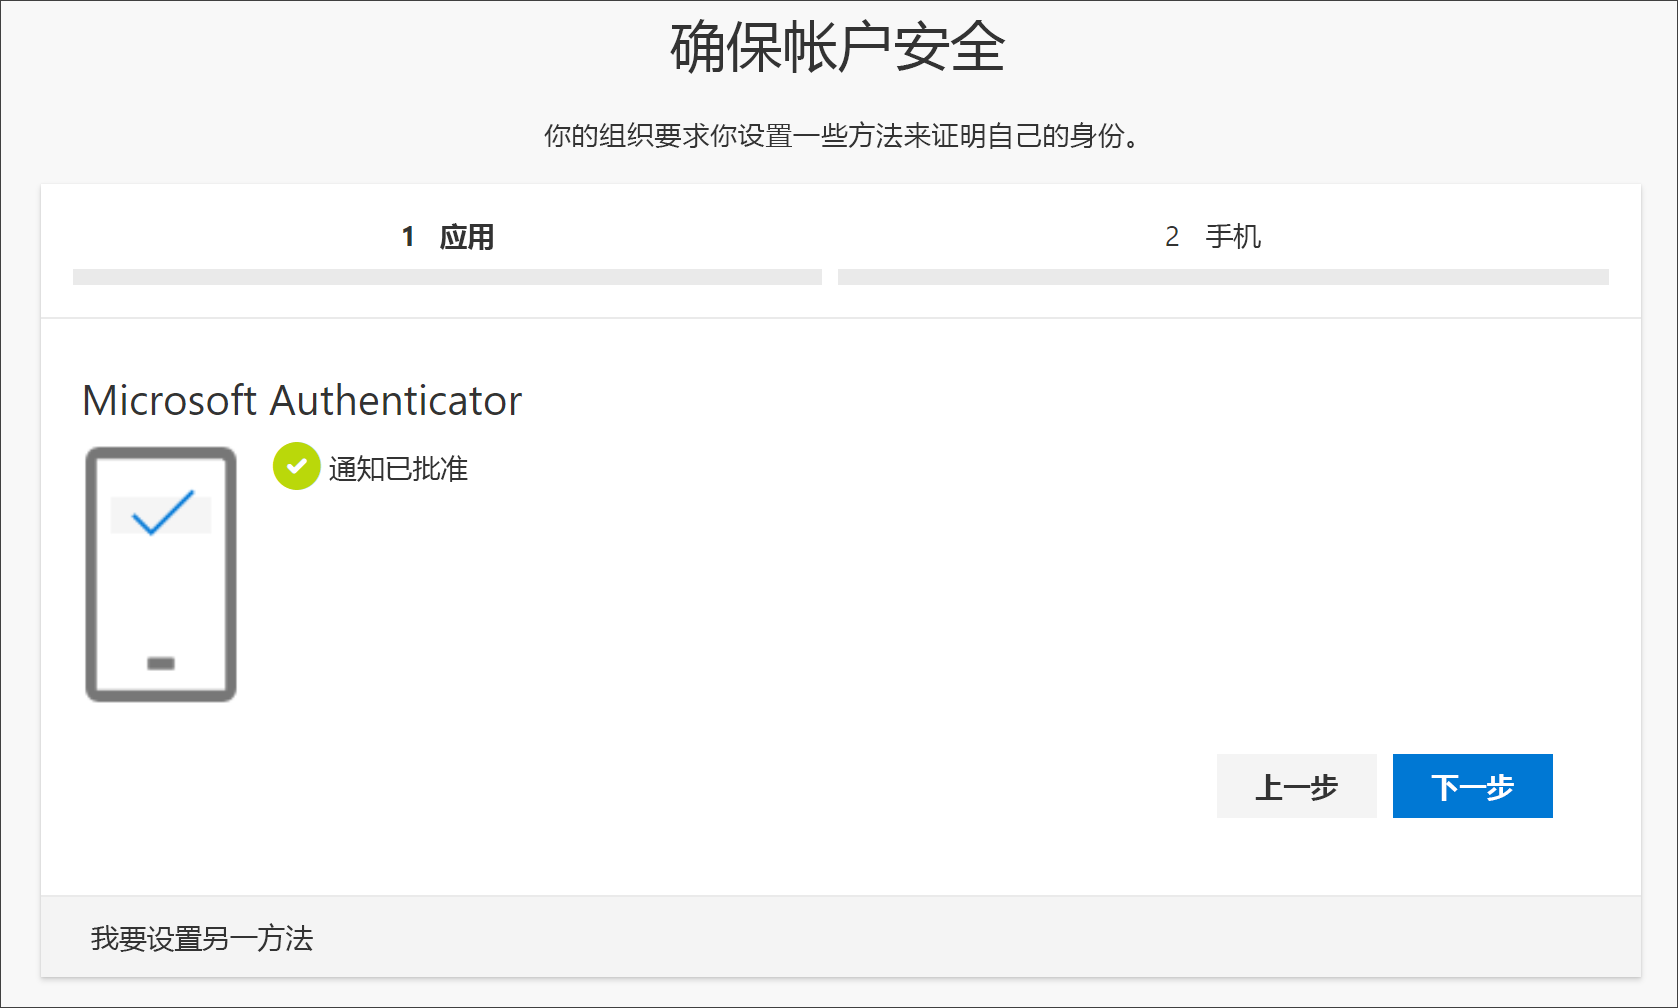 确保帐户安全
你的组织要求你设置一些方法来证明自己的身份。
1 应用
2 手机
Microsoft Authenticator
通知已批准
上一步
下一步
我要设置另一方法